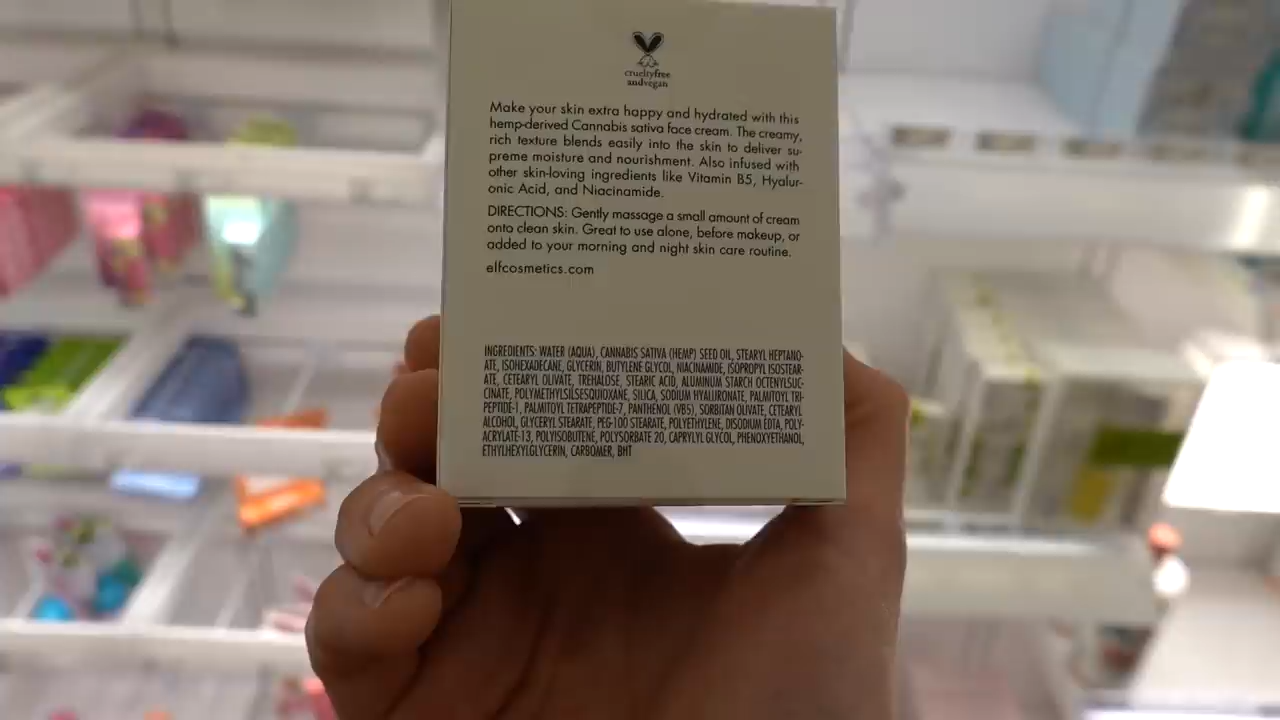 crueltyfree
andvegan
Make your skin extra happy and hydrated with this
hemp-derived Cannabis sativa face cream. The creamy,
rich texture blends easily into the skin to deliver su-
preme moisture and nourishment. Also infused with
other skin-loving ingredients like Vitamin B5, Hyalur-
onic Acid, and Niacinamide.
DIRECTIONS: Gently massage a small amount of cream
onto clean skin. Great to use alone, before makeup, or
added to your morning and night skin care routine.
elfcosmetics.com
INGREDIENTS: WATER (AQUA), CANNABIS SATIVA (HEMP) SEED OIL, STEARYL HEPTANO-
ATE, ISOHEXADECANE, GLYCERIN, BUTYLENE GLYCOL, NIACINAMIDE, ISOPROPYL ISOSTEAR-
ATE, CETEARYL OLIVATE, TREHALOSE, STEARIC ACID, ALUMINUM STARCH OCTENYLSUC-
CINATE, POLYMETHYLSILSESQUIOXANE, SILICA, SODIUM HYALURONATE, PALMITOYL TRI-
PEPTIDE-1, PALMITOYL TETRAPEPTIDE-7, PANTHENOL (VB5), SORBITAN OLIVATE, CETEARYL
ALCOHOL, GLYCERYL STEARATE, PEG-100 STEARATE, POLYETHYLENE, DISODIUM EDTA, POLY-
ACRYLATE-13, POLYISOBUTENE, POLYSORBATE 20, CAPRYLYL GLYCOL, PHENOXYETHANOL,
ETHYLHEXYLGLYCERIN, CARBOMER, BHT